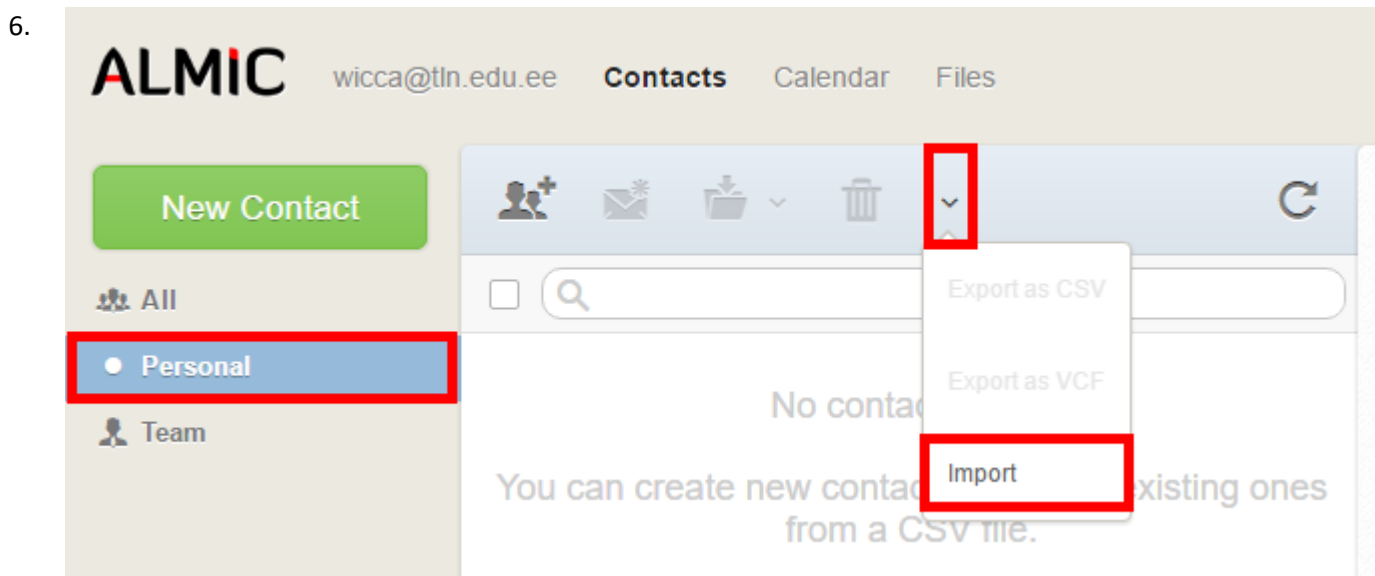 6.
ALMiC wicca@tln.edu.ee Contacts Calendar Files
New Contact
All
Export as CSV
Personal
Export as VCF
No contac
Team
Import
You can create new contac xisting ones
from a CSV file.